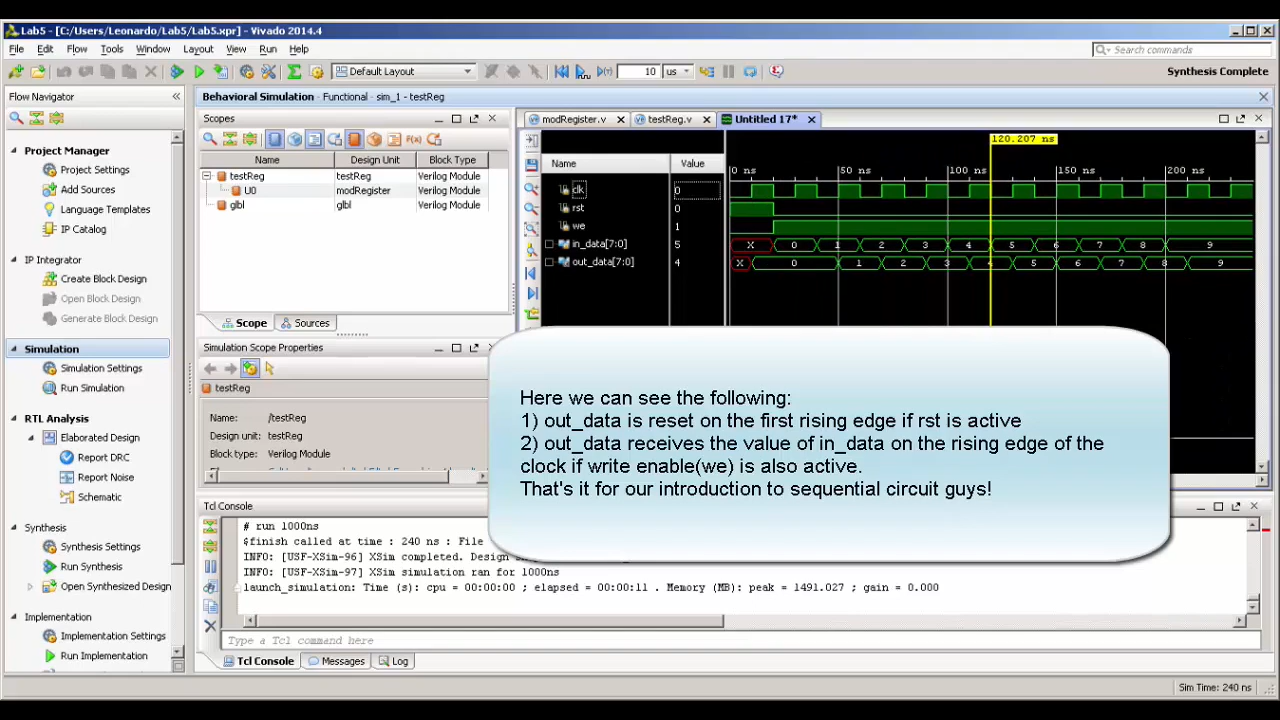 Lab5 - [C:/Users/Leonardo/Lab5/Lab5.xpr] - Vivado 2014.4
File Edit Flow Tools Window Layout View Run Help
Search commands
Default Layout 10 us Synthesis Complete
Flow Navigator
Project Manager
Project Settings
Add Sources
Language Templates
IP Catalog
IP Integrator
Create Block Design
Open Block Design
Generate Block Design
Simulation
Simulation Settings
Run Simulation
RTL Analysis
Elaborated Design
Report DRC
Report Noise
Schematic
Synthesis
Synthesis Settings
Run Synthesis
Open Synthesized Design
Implementation
Implementation Settings
Run Implementation
Behavioral Simulation - Functional - sim_1 - testReg
Scopes
F(x)
Name Design Unit Block Type
testReg testReg Verilog Module
U0 modRegister Verilog Module
glbl glbl Verilog Module
Scope Sources
Simulation Scope Properties
testReg
Name: /testReg
Design unit: testReg
Block type: Verilog Module
modRegister.v testReg.v Untitled 17*
120.207 ns
Name Value
0 ns 50 ns 100 ns 150 ns 200 ns
clk 0
rst 0
we 1
in_data[7:0] 5 X 0 1 2 3 4 5 6 7 8 9
out_data[7:0] 4 X 0 1 2 3 4 5 6 7 8 9
Here we can see the following:
1) out_data is reset on the first rising edge if rst is active
2) out_data receives the value of in_data on the rising edge of the
clock if write enable(we) is also active.
That's it for our introduction to sequential circuit guys!
Tcl Console
# run 1000ns
$finish called at time : 240 ns : File
INFO: [USF-XSim-96] XSim completed. Design
INFO: [USF-XSim-97] XSim simulation ran for 1000ns
launch_simulation: Time (s): cpu = 00:00:00 ; elapsed = 00:00:11 . Memory (MB): peak = 1491.027 ; gain = 0.000
Type a Tcl command here
Tcl Console Messages Log
Sim Time: 240 ns